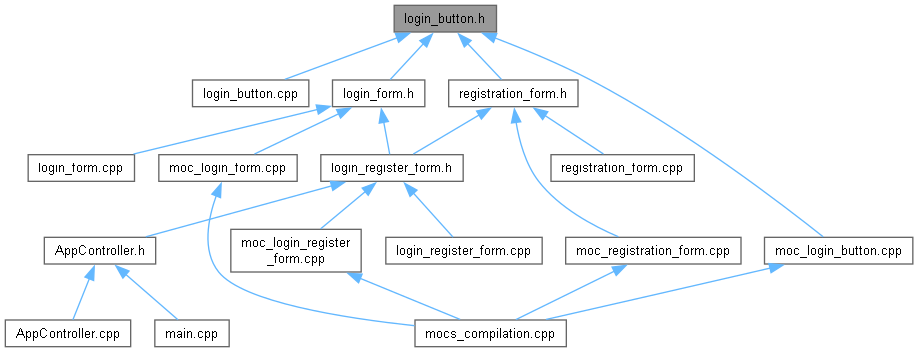 login_button.h
login_button.cpp
login_form.h
registration_form.h
login_form.cpp
moc_login_form.cpp
login_register_form.h
registration_form.cpp
AppController.h
moc_login_register
_form.cpp
login_register_form.cpp
moc_registration_form.cpp
moc_login_button.cpp
AppController.cpp
main.cpp
mocs_compilation.cpp